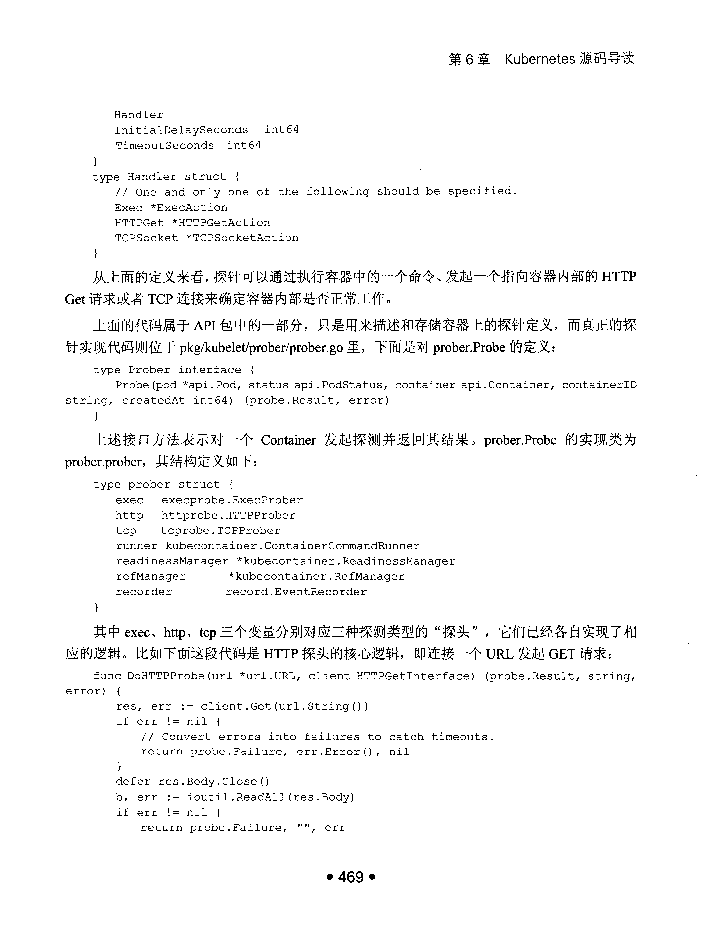 第 6 章 Kubernetes 源码导读
Handler
InitialDelaySeconds int64
TimeoutSeconds int64
}
type Handler struct {
// One and only one of the following should be specified.
Exec *ExecAction
HTTPGet *HTTPGetAction
TCPSocket *TCPSocketAction
}
从上面的定义来看，探针可以通过执行容器中的一个命令、发起一个指向容器内部的 HTTP
Get 请求或者 TCP 连接来确定容器内部是否正常工作。
上面的代码属于 API 包中的一部分，只是用来描述和存储容器上的探针定义，而真正的探
针实现代码则位于 pkg/kubelet/prober/prober.go 里，下面是对 prober.Probe 的定义：
type Prober interface {
Probe(pod *api.Pod, status api.PodStatus, container api.Container, containerID
string, createdAt int64) (probe.Result, error)
}
上述接口方法表示对一个 Container 发起探测并返回其结果。prober.Probe 的实现类为
prober.prober，其结构定义如下：
type prober struct {
exec execprobe.ExecProber
http httprobe.HTTPProber
tcp tcprobe.TCPProber
runner kubecontainer.ContainerCommandRunner
readinessManager *kubecontainer.ReadinessManager
refManager *kubecontainer.RefManager
recorder record.EventRecorder
}
其中 exec、http、tcp 三个变量分别对应三种探测类型的“探头”，它们已经各自实现了相
应的逻辑。比如下面这段代码是 HTTP 探头的核心逻辑，即连接一个 URL 发起 GET 请求：
func DoHTTPProbe(url *url.URL, client HTTPGetInterface) (probe.Result, string,
error) {
res, err := client.Get(url.String())
if err != nil {
// Convert errors into failures to catch timeouts.
return probe.Failure, err.Error(), nil
}
defer res.Body.Close()
b, err := ioutil.ReadAll(res.Body)
if err != nil {
return probe.Failure, "", err
• 469 •